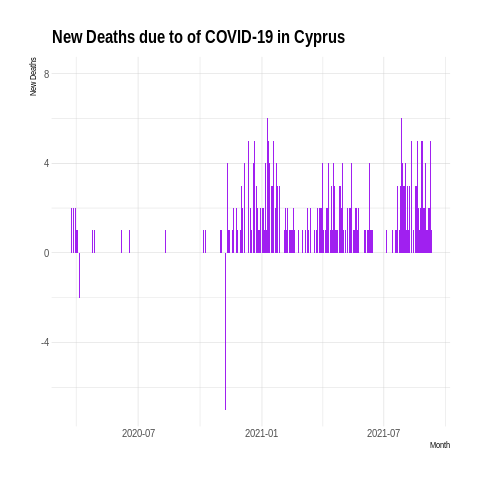 New Deaths due to of COVID-19 in Cyprus
New Deaths
8
4
0
-4
2020-07
2021-01
2021-07
Month